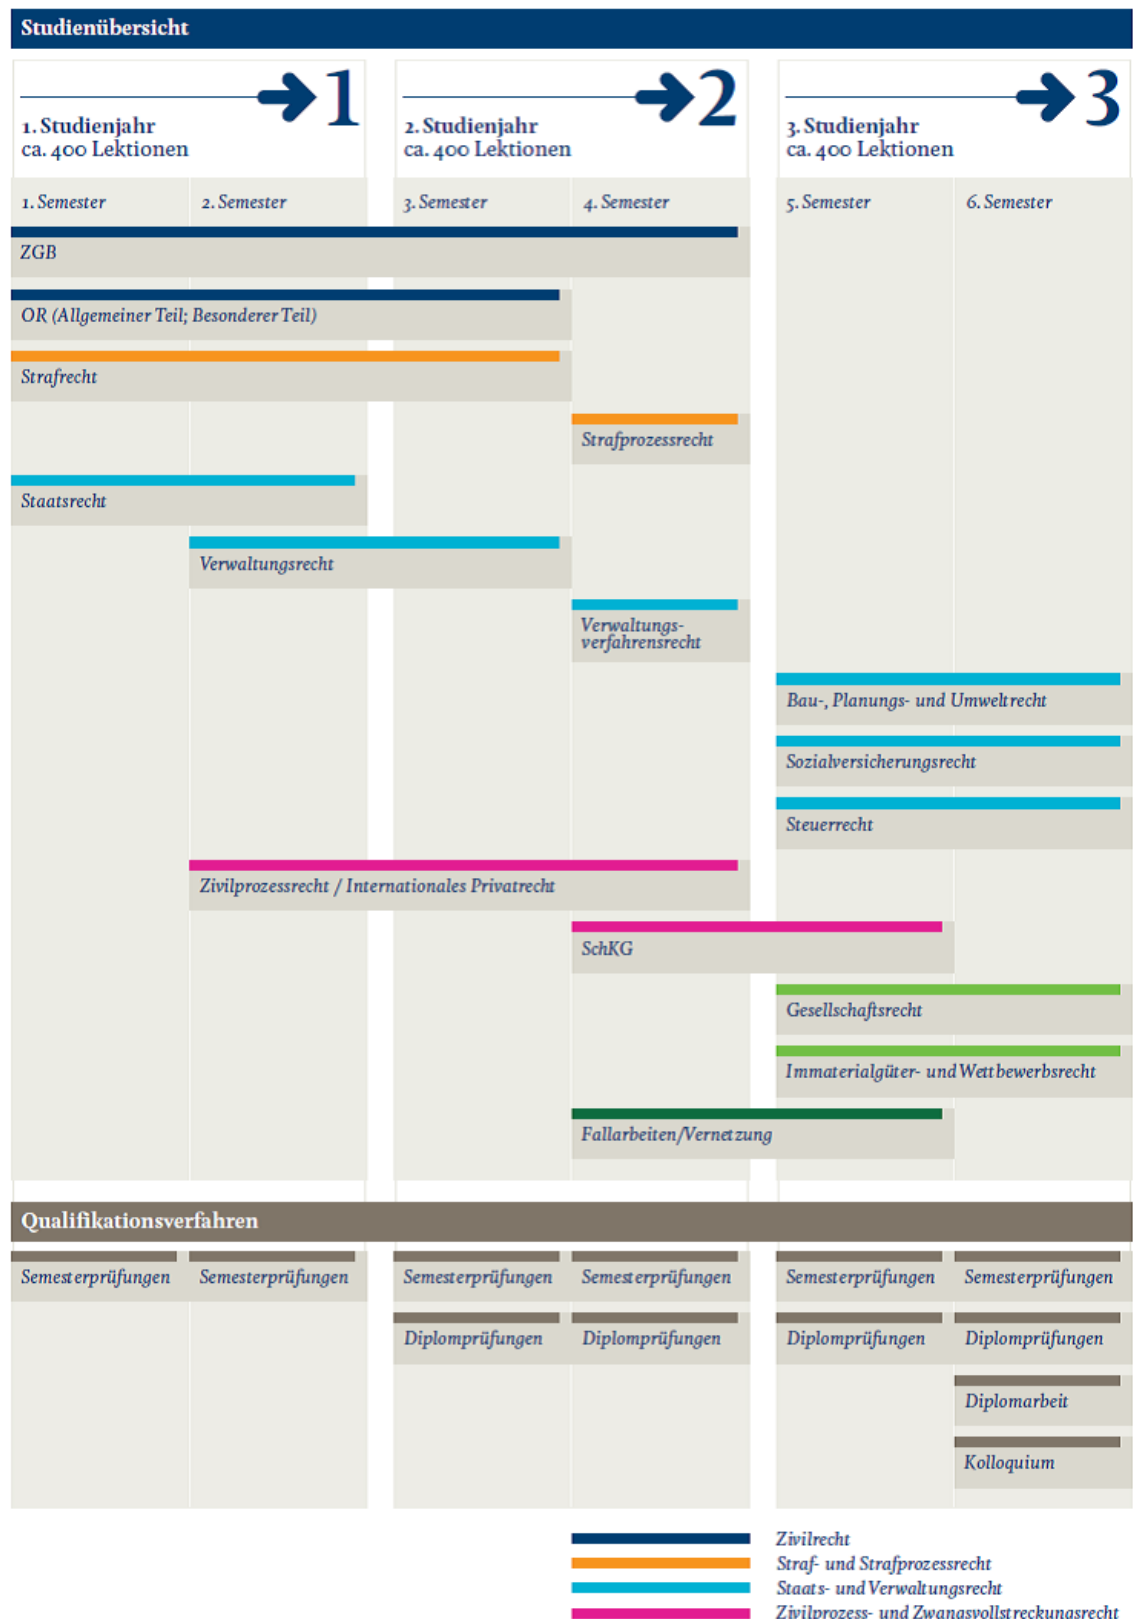 Studienübersicht
1
2
3
1. Studienjahr
ca. 400 Lektionen
2. Studienjahr
ca. 400 Lektionen
3. Studienjahr
ca. 400 Lektionen
1. Semester
2. Semester
3. Semester
4. Semester
5. Semester
6. Semester
ZGB
OR (Allgemeiner Teil; Besonderer Teil)
Strafrecht
Strafprozessrecht
Staatsrecht
Verwaltungsrecht
Verwaltungs-
verfahrensrecht
Bau-, Planungs- und Umweltrecht
Sozialversicherungsrecht
Steuerrecht
Zivilprozessrecht / Internationales Privatrecht
SchKG
Gesellschaftsrecht
Immaterialgüter- und Wettbewerbsrecht
Fallarbeiten/Vernetzung
Qualifikationsverfahren
Semesterprüfungen
Semesterprüfungen
Semesterprüfungen
Semesterprüfungen
Semesterprüfungen
Semesterprüfungen
Diplomprüfungen
Diplomprüfungen
Diplomprüfungen
Diplomprüfungen
Diplomarbeit
Kolloquium
Zivilrecht
Straf- und Strafprozessrecht
Staats- und Verwaltungsrecht
Zivilprozess- und Zwangsvollstreckungsrecht